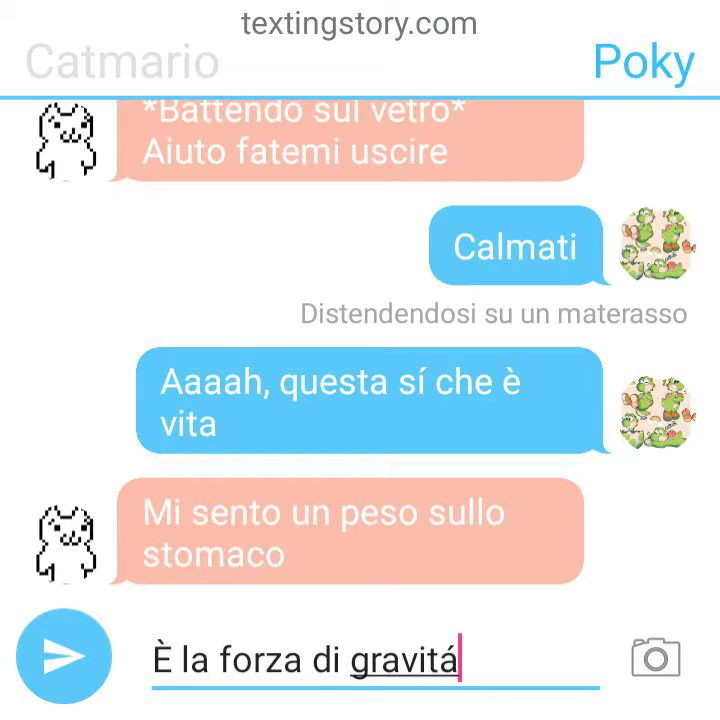 textingstory.com
Catmario
Poky
*Battendo sul vetro*
Aiuto fatemi uscire
Calmati
Distendendosi su un materasso
Aaaah, questa sí che è
vita
Mi sento un peso sullo
stomaco
È la forza di gravitá